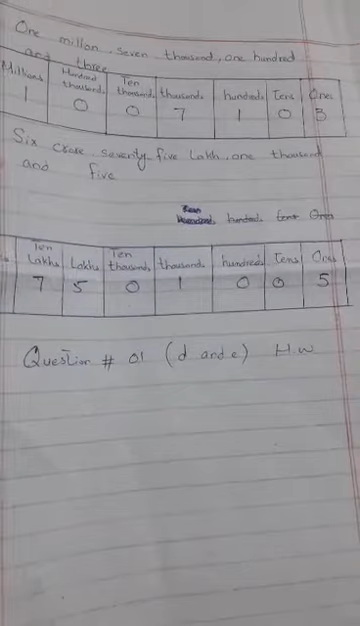 One millon, seven thousand, one hundred
and three
Millions Hundred thousands Ten thousands thousands hundreds Tens Ones
1 0 0 7 1 0 3
Six crore seventy five Lakh, one thousand
and five
hundreds tens Ones
Ten Lakhs Lakhs Ten thousands thousands hundreds Tens Ones
7 5 0 1 0 0 5
Question # 01 (d and e) H.W